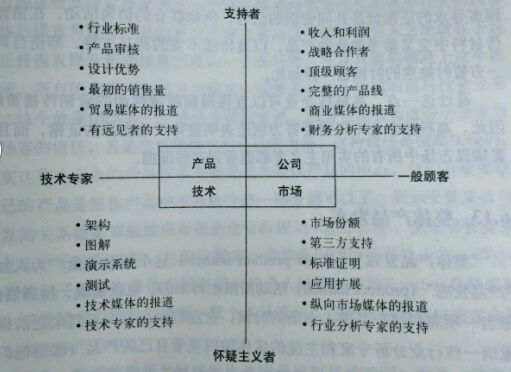 支持者
• 行业标准
• 产品审核
• 设计优势
• 最初的销售量
• 贸易媒体的报道
• 有远见者的支持
• 收入和利润
• 战略合作者
• 顶级顾客
• 完整的产品线
• 商业媒体的报道
• 财务分析专家的支持
产品 公司
技术专家 一般顾客
技术 市场
• 架构
• 图解
• 演示系统
• 测试
• 技术媒体的报道
• 技术专家的支持
• 市场份额
• 第三方支持
• 标准证明
• 应用扩展
• 纵向市场媒体的报道
• 行业分析专家的支持
怀疑主义者